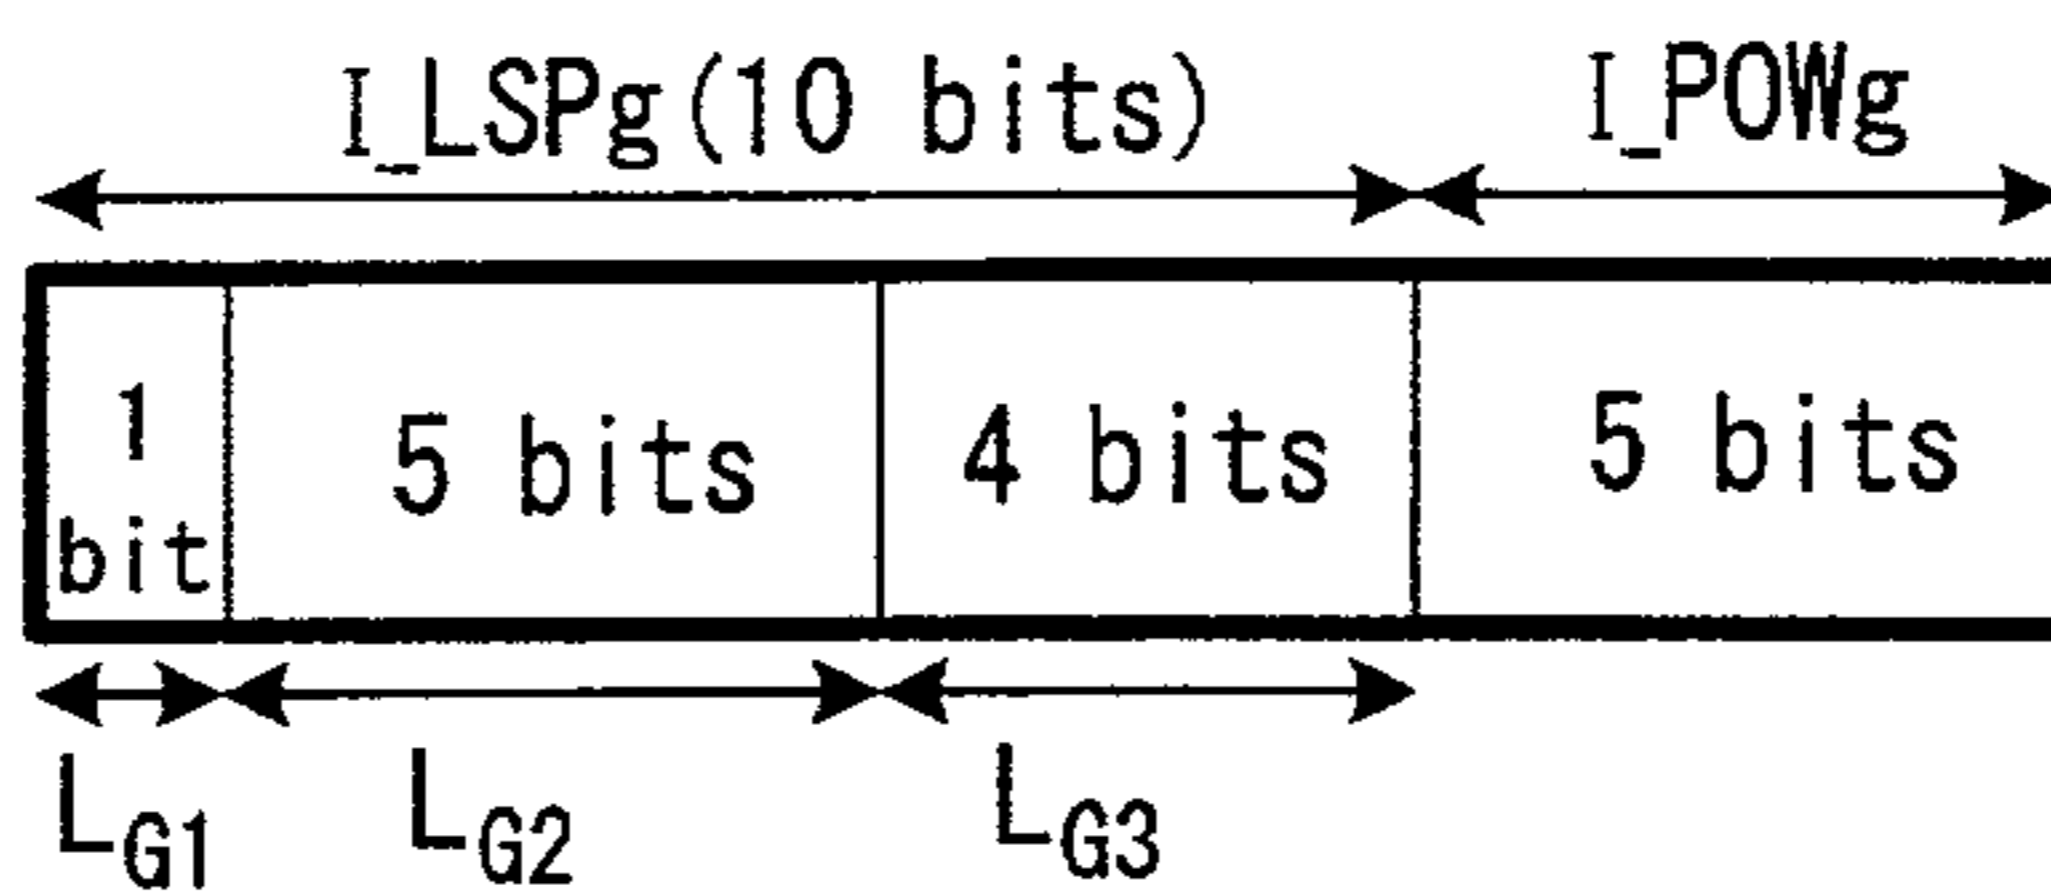 I_LSPg(10 bits) I_POWg
1 bit 5 bits 4 bits 5 bits
LG1 LG2 LG3